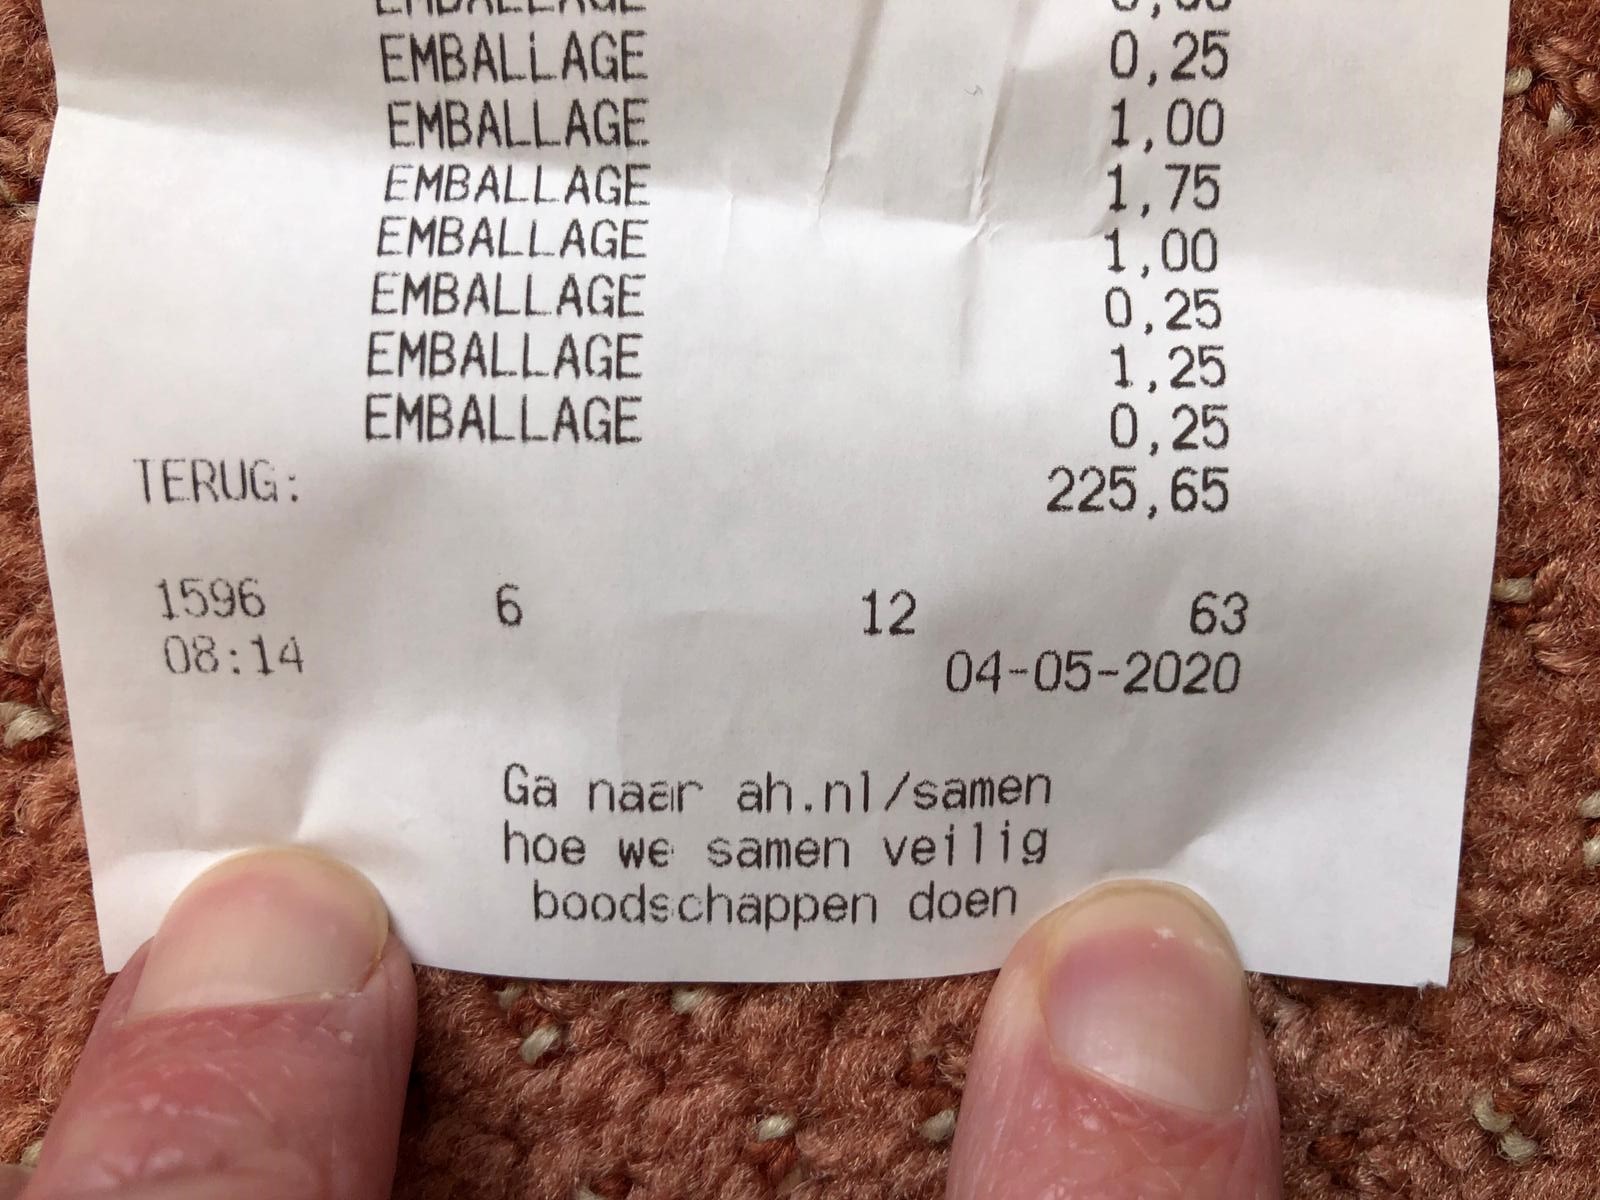 EMBALLAGE
EMBALLAGE 0,25
EMBALLAGE 1,00
EMBALLAGE 1,75
EMBALLAGE 1,00
EMBALLAGE 0,25
EMBALLAGE 1,25
EMBALLAGE 0,25
TERUG: 225,65
1596 6 12 63
08:14 04-05-2020
Ga naar ah.nl/samen
hoe we samen veilig
boodschappen doen